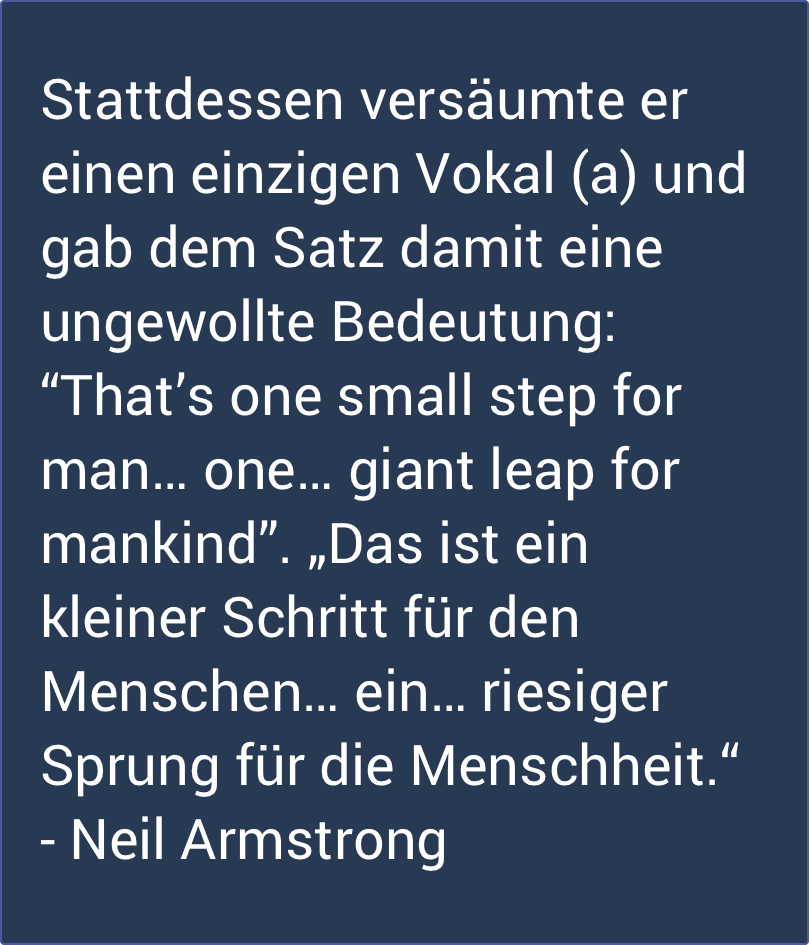 Stattdessen versäumte er
einen einzigen Vokal (a) und
gab dem Satz damit eine
ungewollte Bedeutung:
“That’s one small step for
man… one… giant leap for
mankind”. „Das ist ein
kleiner Schritt für den
Menschen… ein… riesiger
Sprung für die Menschheit.“
- Neil Armstrong